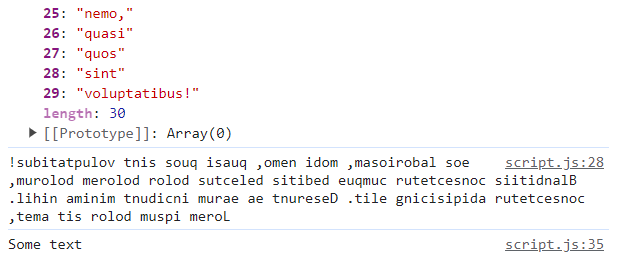 25: "nemo,"
26: "quasi"
27: "quos"
28: "sint"
29: "voluptatibus!"
length: 30
[[Prototype]]: Array(0)
!subitatpulov tnis souq isauq ,omen idom ,masoirobal soe script.js:28
,murolod merolod rolod sutceled sitibed euqmuc rutetcesnoc siitidnalB
.lihin aminim tnudicni murae ae tnureseD .tile gnicisipida rutetcesnoc
,tema tis rolod muspi meroL
Some text script.js:35